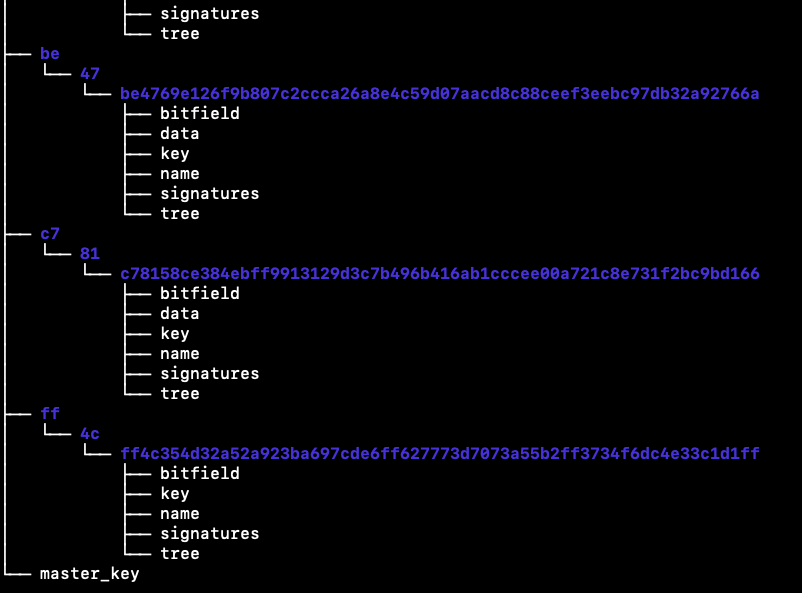 signatures
tree
be
47
be4769e126f9b807c2ccca26a8e4c59d07aacd8c88ceef3eebc97db32a92766a
bitfield
data
key
name
signatures
tree
c7
81
c78158ce384ebff9913129d3c7b496b416ab1cccee00a721c8e731f2bc9bd166
bitfield
data
key
name
signatures
tree
ff
4c
ff4c354d32a52a923ba697cde6ff627773d7073a55b2ff3734f6dc4e33c1d1ff
bitfield
key
name
signatures
tree
master_key